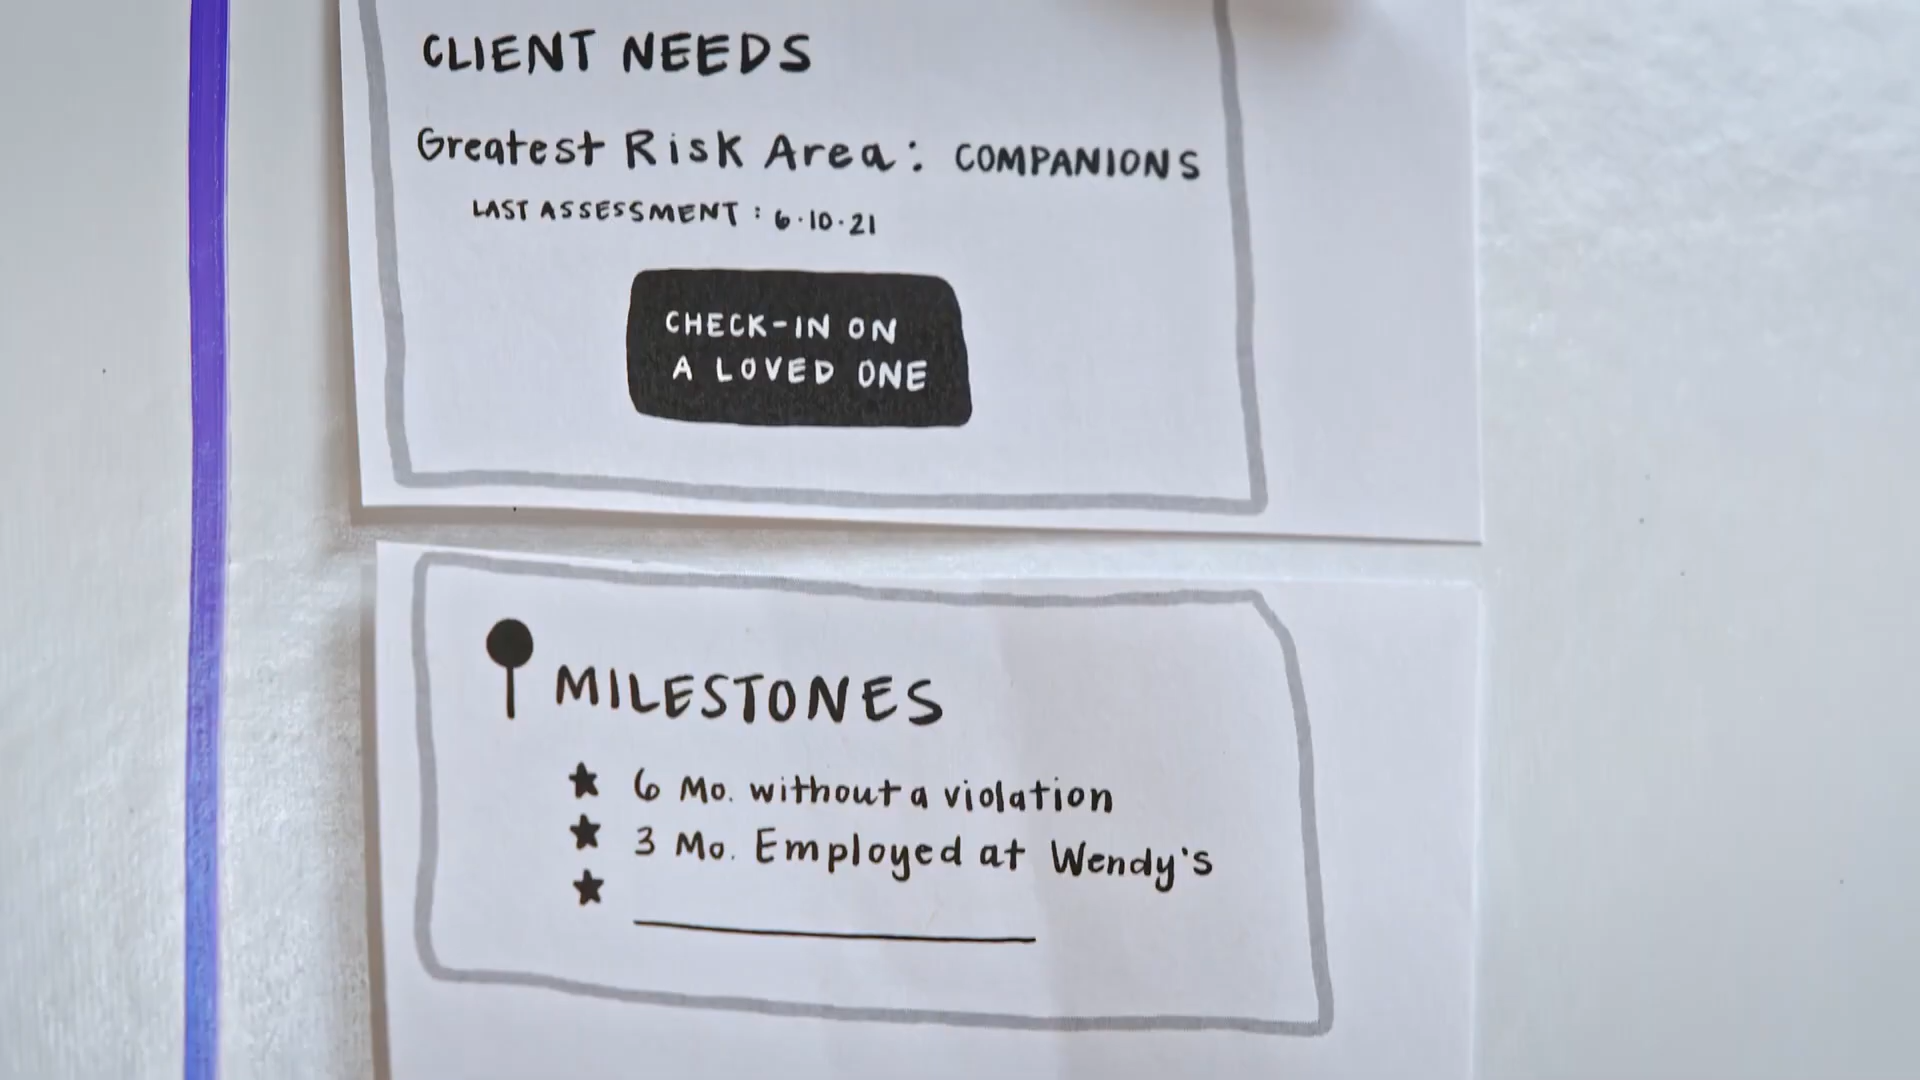 CLIENT NEEDS
Greatest Risk Area: COMPANIONS
LAST ASSESSMENT: 6.10.21
CHECK-IN ON
A LOVED ONE
MILESTONES
6 Mo. without a violation
3 Mo. Employed at Wendy's